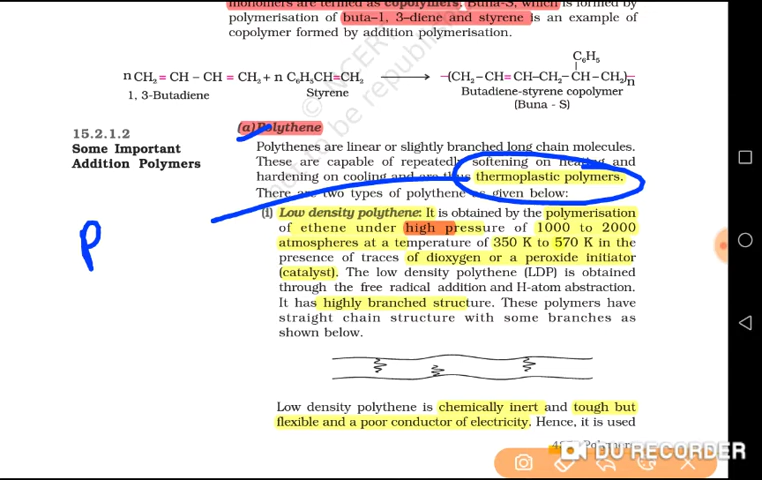 monomers are termed as copolymers. Buna-S, which is formed by
polymerisation of buta-1, 3-diene and styrene is an example of
copolymer formed by addition polymerisation.
C₆H₅
nCH₂=CH – CH = CH₂+ n C₆H₅CH=CH₂ ⟶ –(CH₂–CH=CH–CH₂–CH–CH₂)n–
1, 3-Butadiene Styrene Butadiene-styrene copolymer
(Buna - S)
15.2.1.2
Some Important
Addition Polymers
(a) Polythene
Polythenes are linear or slightly branched long chain molecules.
These are capable of repeatedly softening on heating and
hardening on cooling and are thus thermoplastic polymers.
There are two types of polythene as given below:
(i) Low density polythene: It is obtained by the polymerisation
of ethene under high pressure of 1000 to 2000
atmospheres at a temperature of 350 K to 570 K in the
presence of traces of dioxygen or a peroxide initiator
(catalyst). The low density polythene (LDP) is obtained
through the free radical addition and H-atom abstraction.
It has highly branched structure. These polymers have
straight chain structure with some branches as
shown below.
P
Low density polythene is chemically inert and tough but
flexible and a poor conductor of electricity. Hence, it is used
DU RECORDER